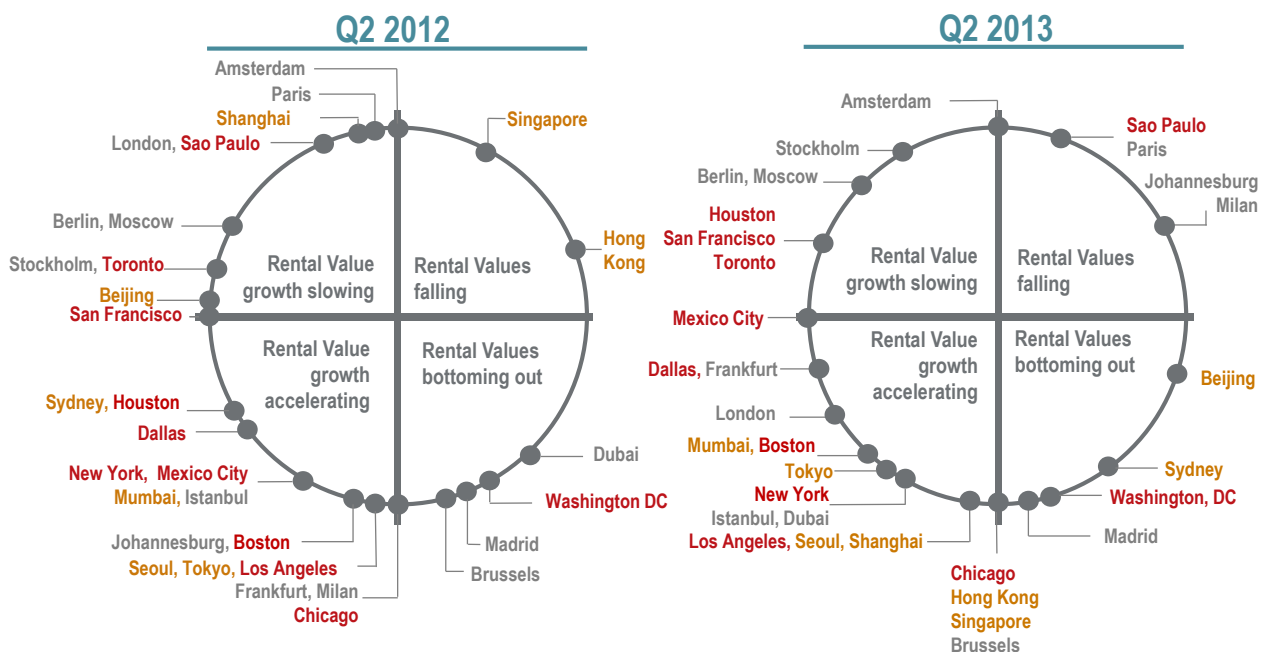 Q2 2012
Amsterdam
Paris
Shanghai
Singapore
London, Sao Paulo
Berlin, Moscow
Hong
Kong
Stockholm, Toronto
Beijing
San Francisco
Rental Value
growth slowing
Rental Values
falling
Rental Value
growth
accelerating
Rental Values
bottoming out
Sydney, Houston
Dallas
Dubai
New York, Mexico City
Mumbai, Istanbul
Washington DC
Johannesburg, Boston
Madrid
Seoul, Tokyo, Los Angeles
Brussels
Frankfurt, Milan
Chicago
Q2 2013
Amsterdam
Sao Paulo
Paris
Stockholm
Berlin, Moscow
Johannesburg
Milan
Houston
San Francisco
Toronto
Rental Value
growth slowing
Rental Values
falling
Mexico City
Rental Value
growth
accelerating
Rental Values
bottoming out
Dallas, Frankfurt
Beijing
London
Mumbai, Boston
Tokyo
Sydney
New York
Istanbul, Dubai
Washington, DC
Los Angeles, Seoul, Shanghai
Madrid
Chicago
Hong Kong
Singapore
Brussels